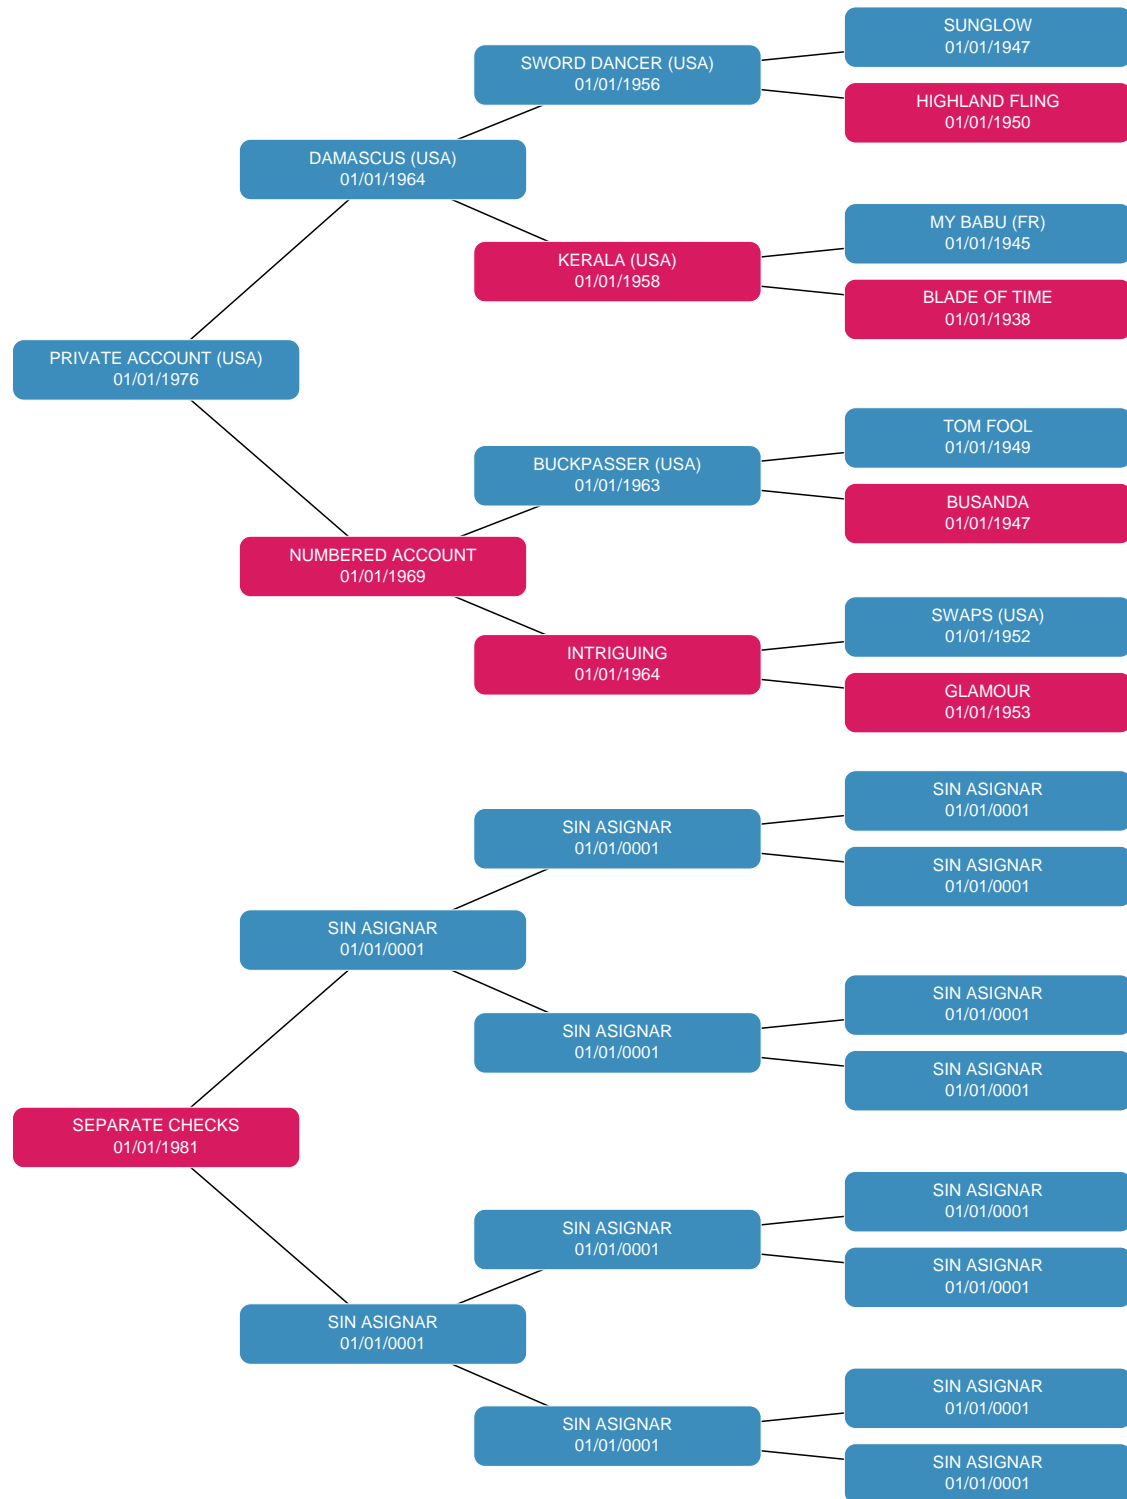 SUNGLOW
01/01/1947
SWORD DANCER (USA)
01/01/1956
HIGHLAND FLING
01/01/1950
DAMASCUS (USA)
01/01/1964
MY BABU (FR)
01/01/1945
KERALA (USA)
01/01/1958
BLADE OF TIME
01/01/1938
PRIVATE ACCOUNT (USA)
01/01/1976
TOM FOOL
01/01/1949
BUCKPASSER (USA)
01/01/1963
BUSANDA
01/01/1947
NUMBERED ACCOUNT
01/01/1969
SWAPS (USA)
01/01/1952
INTRIGUING
01/01/1964
GLAMOUR
01/01/1953
SIN ASIGNAR
01/01/0001
SIN ASIGNAR
01/01/0001
SIN ASIGNAR
01/01/0001
SIN ASIGNAR
01/01/0001
SIN ASIGNAR
01/01/0001
SIN ASIGNAR
01/01/0001
SIN ASIGNAR
01/01/0001
SEPARATE CHECKS
01/01/1981
SIN ASIGNAR
01/01/0001
SIN ASIGNAR
01/01/0001
SIN ASIGNAR
01/01/0001
SIN ASIGNAR
01/01/0001
SIN ASIGNAR
01/01/0001
SIN ASIGNAR
01/01/0001
SIN ASIGNAR
01/01/0001